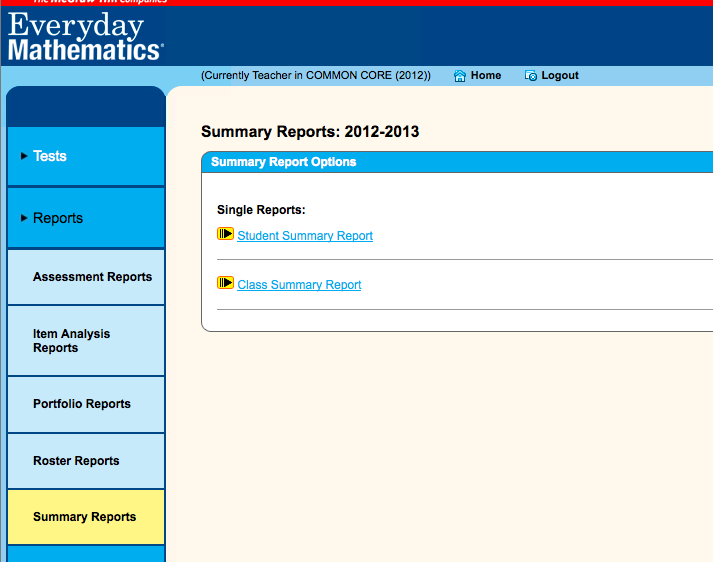 The McGraw-Hill Companies
Everyday
Mathematics®
(Currently Teacher in COMMON CORE (2012)) Home Logout
Tests
Reports
Assessment Reports
Item Analysis
Reports
Portfolio Reports
Roster Reports
Summary Reports
Summary Reports: 2012-2013
Summary Report Options
Single Reports:
Student Summary Report
Class Summary Report